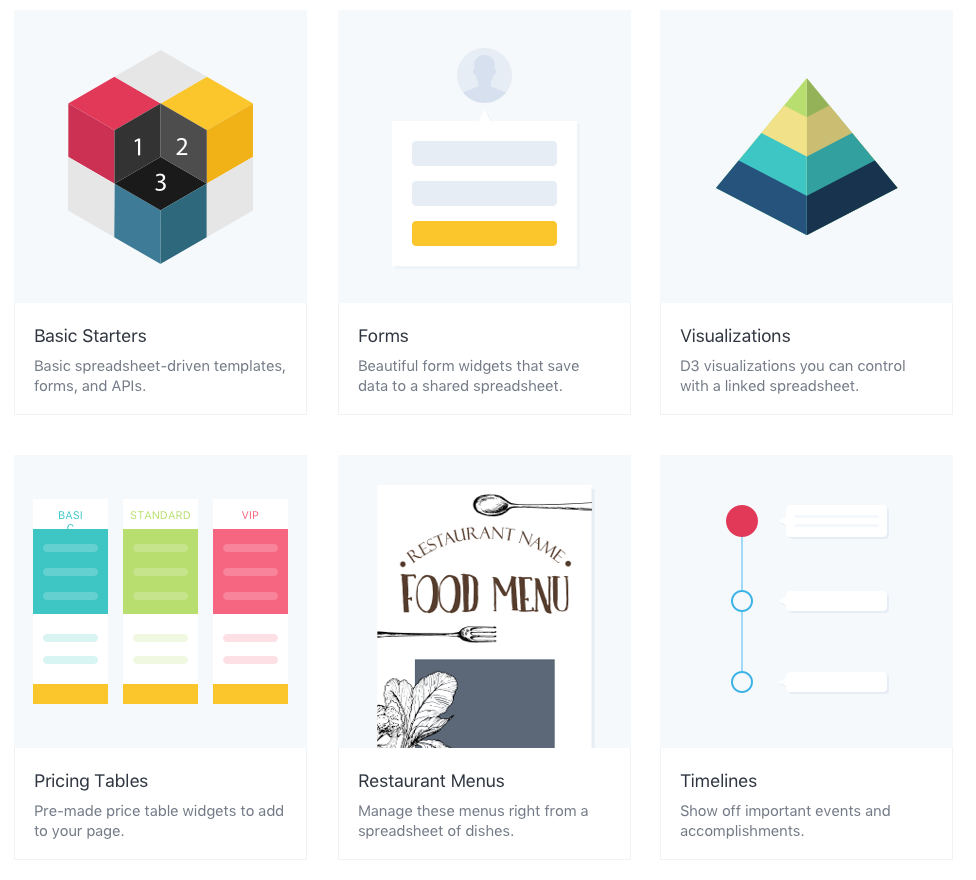 1
2
3
Basic Starters
Basic spreadsheet-driven templates,
forms, and APIs.
Forms
Beautiful form widgets that save
data to a shared spreadsheet.
Visualizations
D3 visualizations you can control
with a linked spreadsheet.
BASI
C
STANDARD
VIP
Pricing Tables
Pre-made price table widgets to add
to your page.
• RESTAURANT NAME •
FOOD MENU
Restaurant Menus
Manage these menus right from a
spreadsheet of dishes.
Timelines
Show off important events and
accomplishments.